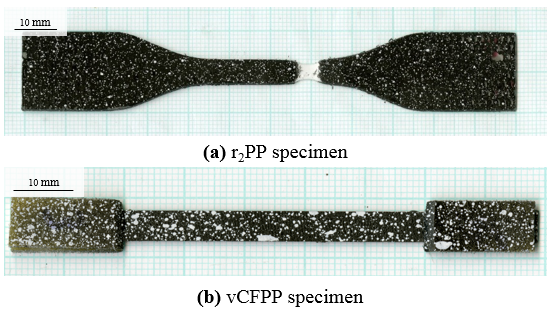 10 mm
(a) r₂PP specimen
10 mm
(b) vCFPP specimen